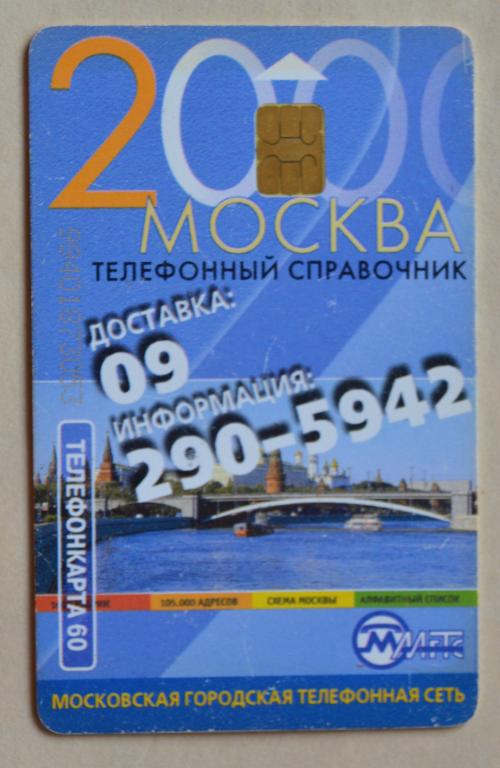 2000
МОСКВА
ТЕЛЕФОННЫЙ СПРАВОЧНИК
ДОСТАВКА:
09
ИНФОРМАЦИЯ:
290-5942
ТЕЛЕФОНКАРТА 60
105.000 АДРЕСОВ
СХЕМА МОСКВЫ
АЛФАВИТНЫЙ СПИСОК
МГТС
МОСКОВСКАЯ ГОРОДСКАЯ ТЕЛЕФОННАЯ СЕТЬ